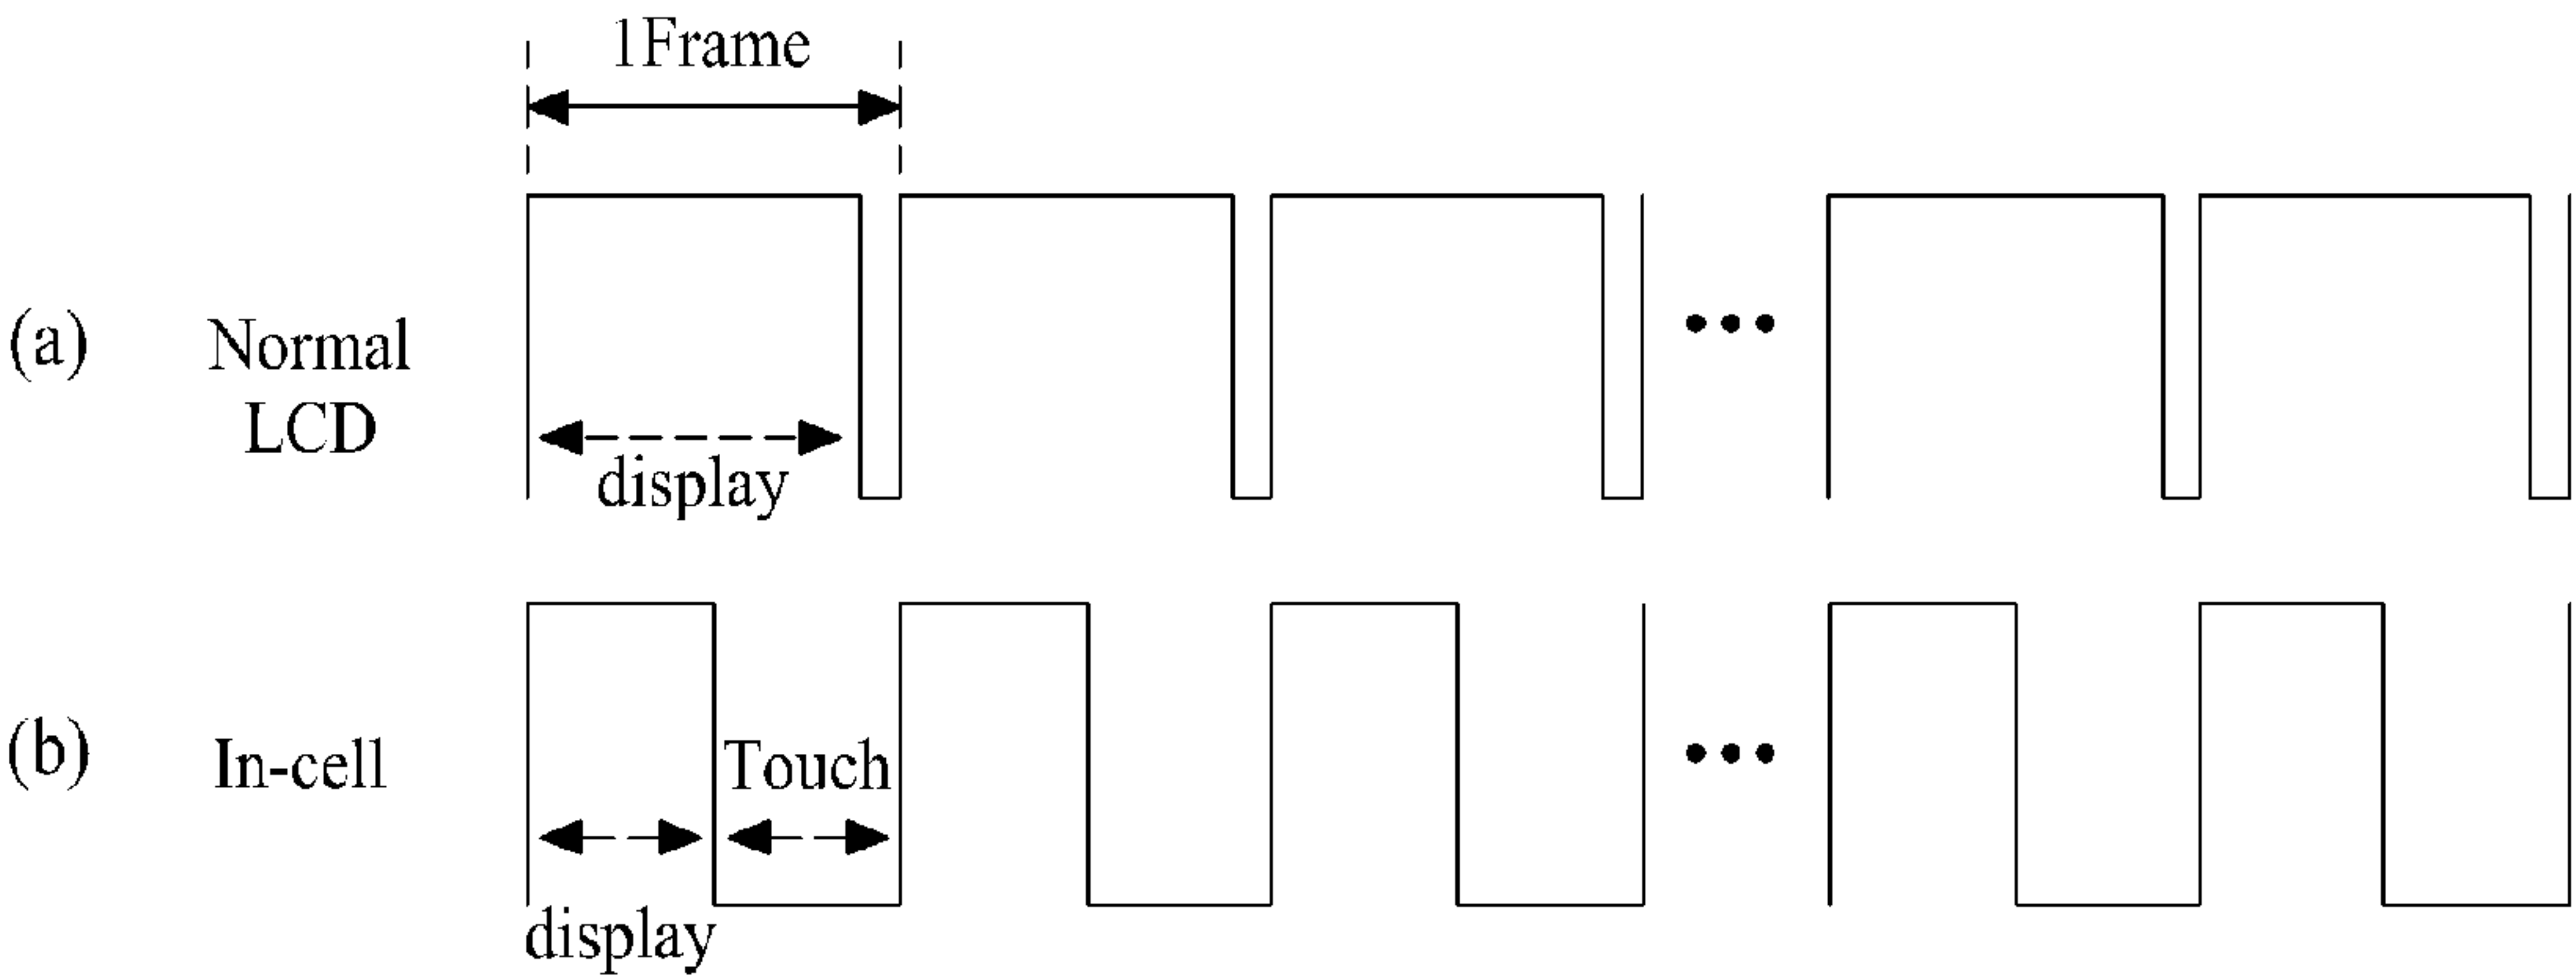 1Frame
(a)
Normal
LCD
display
•••
(b)
In-cell
Touch
display
•••